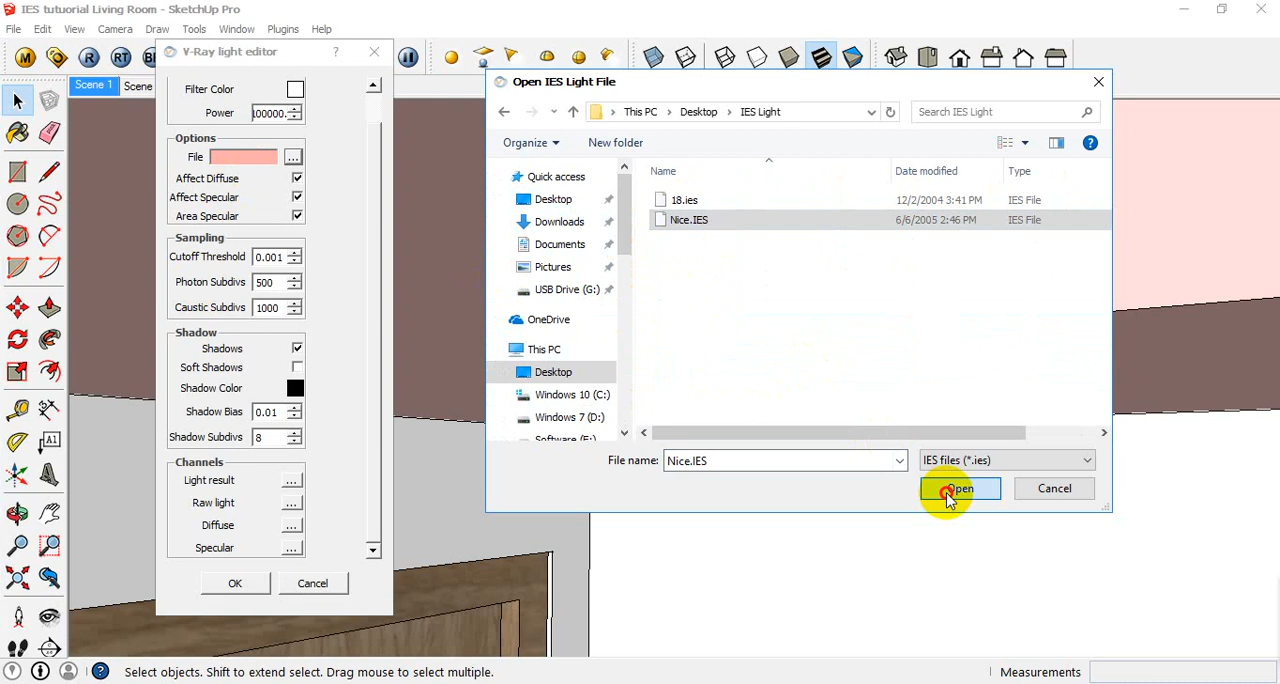 IES tutuorial Living Room - SketchUp Pro
File Edit View Camera Draw Tools Window Plugins Help
M R RT
Scene 1 Scene
V-Ray light editor ?
Filter Color
Power 100000.
Options
File ...
Affect Diffuse
Affect Specular
Area Specular
Sampling
Cutoff Threshold 0.001
Photon Subdivs 500
Caustic Subdivs 1000
Shadow
Shadows
Soft Shadows
Shadow Color
Shadow Bias 0.01
Shadow Subdivs 8
Channels
Light result ...
Raw light ...
Diffuse ...
Specular ...
OK Cancel
Open IES Light File
This PC > Desktop > IES Light
Search IES Light
Organize New folder
Quick access
Desktop
Downloads
Documents
Pictures
USB Drive (G:)
OneDrive
This PC
Desktop
Windows 10 (C:)
Windows 7 (D:)
Software (E:)
Name Date modified Type
18.ies 12/2/2004 3:41 PM IES File
Nice.IES 6/6/2005 2:46 PM IES File
File name: Nice.IES IES files (*.ies)
Open Cancel
A1
Select objects. Shift to extend select. Drag mouse to select multiple. Measurements